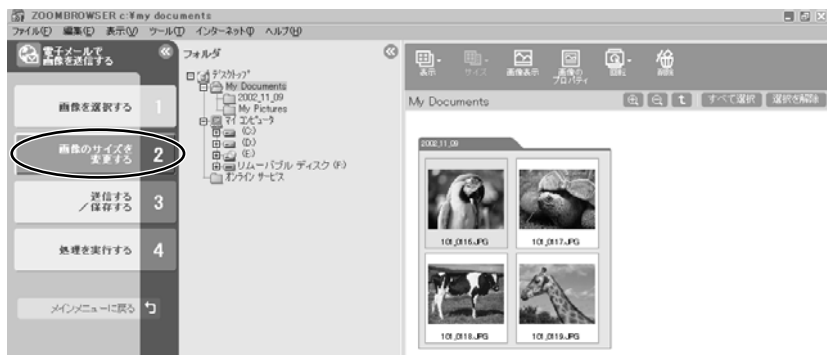 ZOOMBROWSER c:¥my documents
ファイル(F) 編集(E) 表示(V) ツール(T) インターネット(I) ヘルプ(H)
電子メールで
画像を送信する
画像を選択する 1
画像のサイズを
変更する 2
送信する
／保存する 3
処理を実行する 4
メインメニューに戻る
フォルダ
デスクトップ
My Documents
2002_11_09
My Pictures
マイ コンピュータ
(C:)
(D:)
(E)
リムーバブル ディスク (F:)
オンライン サービス
表示 サイズ 画像表示 画像の
プロパティ 回転 削除
My Documents すべて選択 選択を解除
2002_11_09
101_0116.JPG 101_0117.JPG
101_0118.JPG 101_0119.JPG